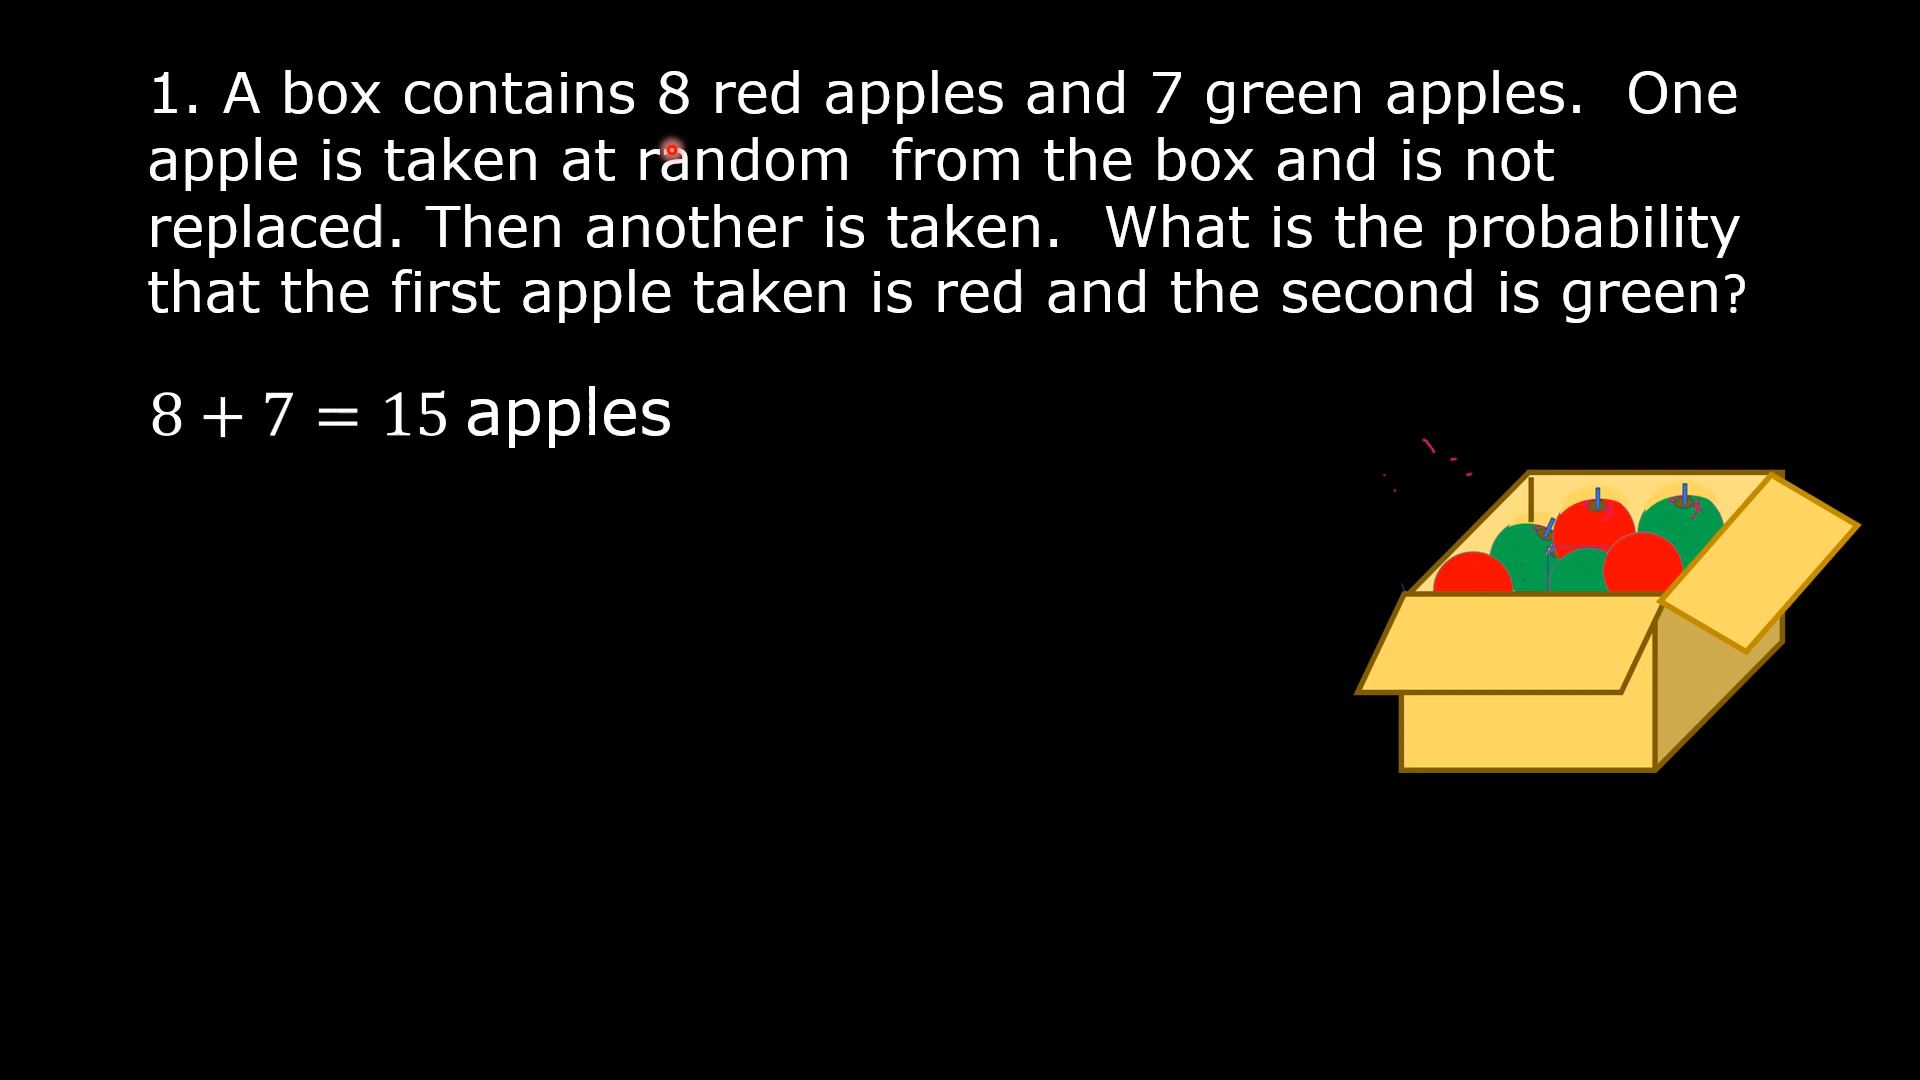 1. A box contains 8 red apples and 7 green apples. One
apple is taken at random from the box and is not
replaced. Then another is taken. What is the probability
that the first apple taken is red and the second is green?
8 + 7 = 15 apples